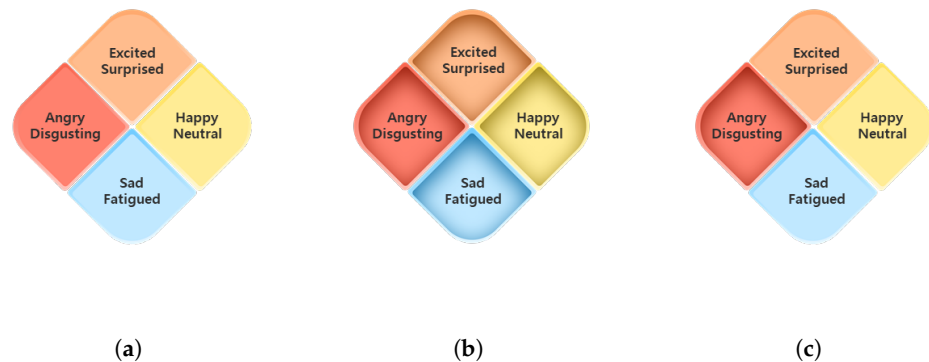 Excited
Surprised
Angry
Disgusting
Happy
Neutral
Sad
Fatigued
(a)
Excited
Surprised
Angry
Disgusting
Happy
Neutral
Sad
Fatigued
(b)
Excited
Surprised
Angry
Disgusting
Happy
Neutral
Sad
Fatigued
(c)